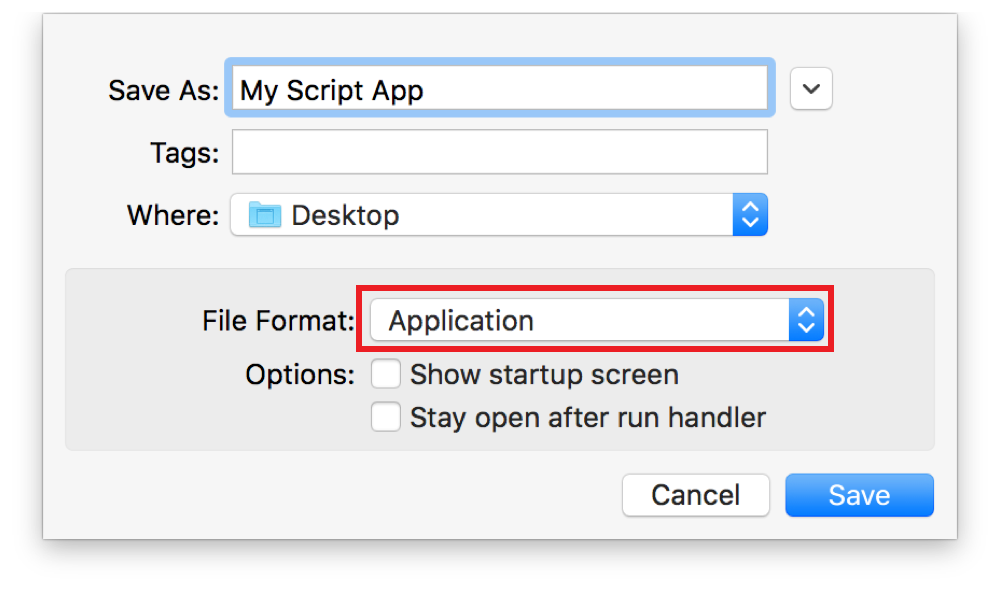 Save As: My Script App
Tags:
Where: Desktop
File Format: Application
Options: Show startup screen
Stay open after run handler
Cancel Save